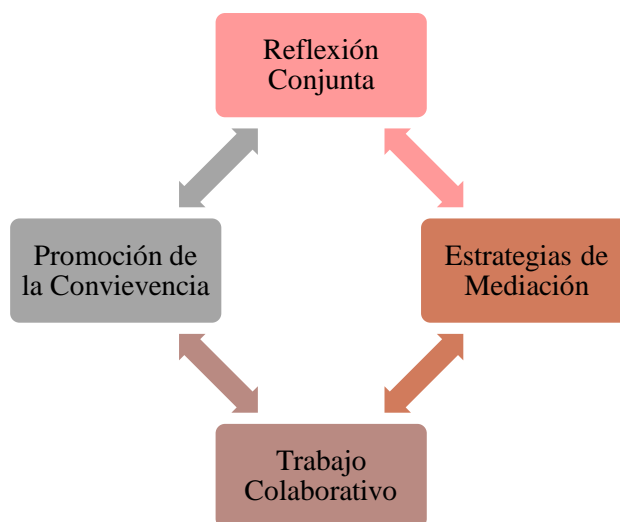 Reflexión
Conjunta
Promoción de
la Convievencia
Estrategias de
Mediación
Trabajo
Colaborativo